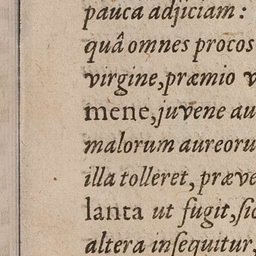 pauca adjiciam:
quâ omnes procos
virgine, præmio v
mene, juvene au
malorum aureoru
illa tolleret, præve
lanta ut fugit, sic
altera insequitur,